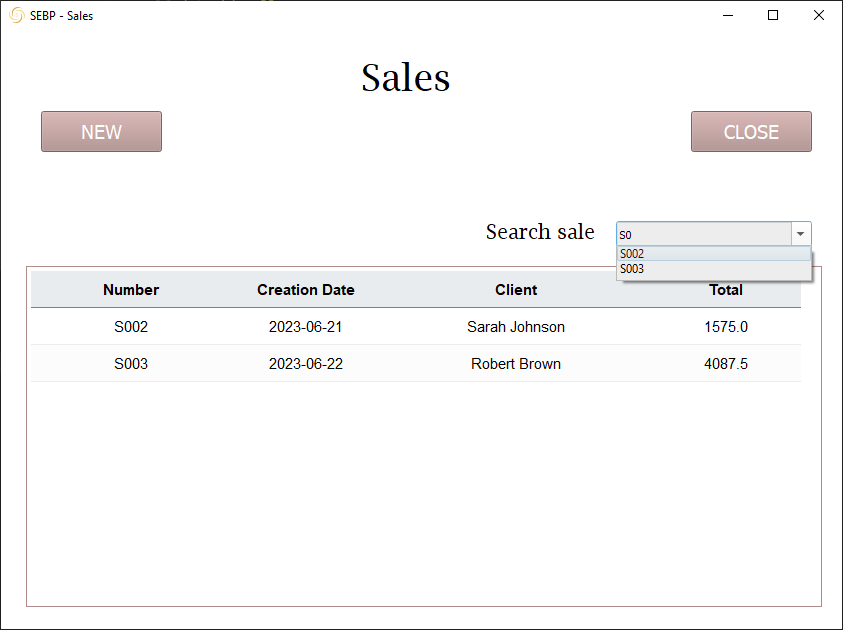 SEBP - Sales
Sales
NEW CLOSE
Search sale S0
S002
S003
Number Creation Date Client Total
S002 2023-06-21 Sarah Johnson 1575.0
S003 2023-06-22 Robert Brown 4087.5